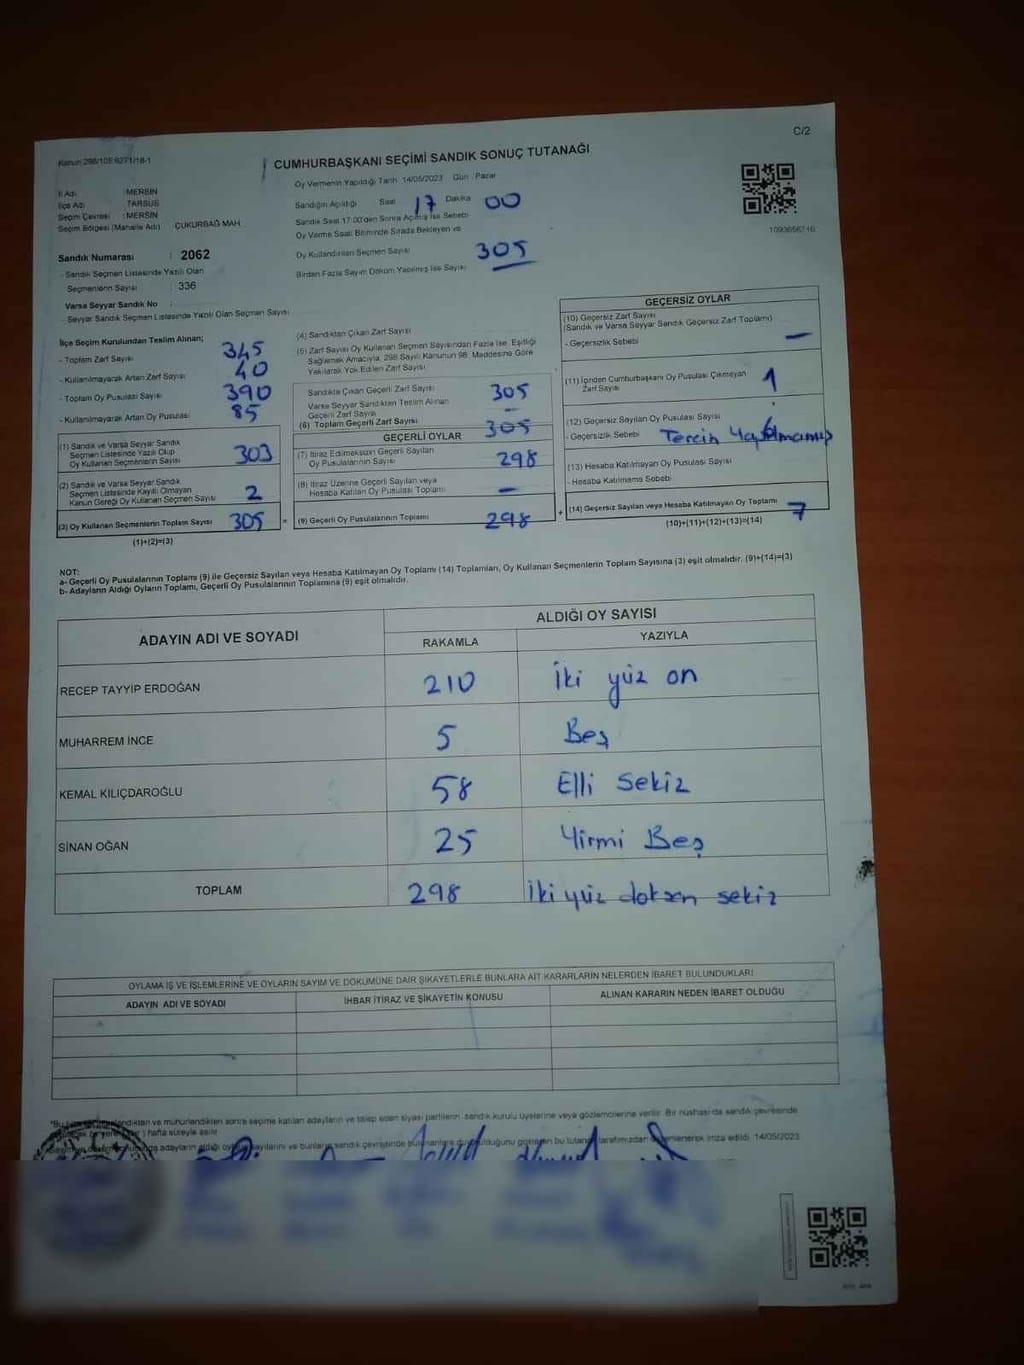 C/2
Kanun 298/105 6271/18-1
CUMHURBAŞKANI SEÇİMİ SANDIK SONUÇ TUTANAĞI
Oy Vermenin Yapıldığı Tarih 14/05/2023 Gün : Pazar
İl Adı : MERSİN
İlçe Adı : TARSUS
Seçim Çevresi : MERSİN
Seçim Bölgesi (Mahalle Adı) ÇUKURBAĞ MAH.
Sandığın Açıldığı Saat 17 Dakika 00
Sandık Saat 17.00'den Sonra Açılmış İse Sebebi
Oy Verme Saati Bitiminde Sırada Bekleyen ve
Oy Kullandırılan Seçmen Sayısı 305
Birden Fazla Sayım Döküm Yapılmış İse Sayısı
Sandık Numarası : 2062
- Sandık Seçmen Listesinde Yazılı Olan
Seçmenlerin Sayısı : 336
Varsa Seyyar Sandık No :
- Seyyar Sandık Seçmen Listesinde Yazılı Olan Seçmen Sayısı
İlçe Seçim Kurulundan Teslim Alınan;
- Toplam Zarf Sayısı 345
- Kullanılmayarak Artan Zarf Sayısı 40
- Toplam Oy Pusulası Sayısı 390
- Kullanılmayarak Artan Oy Pusulası 85
(1) Sandık ve Varsa Seyyar Sandık
Seçmen Listesinde Yazılı Olup
Oy Kullanan Seçmenlerin Sayısı 303
(2) Sandık ve Varsa Seyyar Sandık
Seçmen Listesinde Kayıtlı Olmayan
Kanun Gereği Oy Kullanan Seçmen Sayısı 2
(3) Oy Kullanan Seçmenlerin Toplam Sayısı 305
(1)+(2)=(3)
(4) Sandıktan Çıkan Zarf Sayısı
(5) Zarf Sayısı Oy Kullanan Seçmen Sayısından Fazla İse, Eşitliği
Sağlamak Amacıyla, 298 Sayılı Kanunun 98. Maddesine Göre
Yakılarak Yok Edilen Zarf Sayısı
Sandıkta Çıkan Geçerli Zarf Sayısı 305
Varsa Seyyar Sandıktan Teslim Alınan
Geçerli Zarf Sayısı -
(6) Toplam Geçerli Zarf Sayısı 305
GEÇERLİ OYLAR
(7) İtiraz Edilmeksizin Geçerli Sayılan
Oy Pusulalarının Sayısı 298
(8) İtiraz Üzerine Geçerli Sayılan veya
Hesaba Katılan Oy Pusulası Toplamı -
= (9) Geçerli Oy Pusulalarının Toplamı 298
GEÇERSİZ OYLAR
(10) Geçersiz Zarf Sayısı
(Sandık ve Varsa Seyyar Sandık Geçersiz Zarf Toplamı)
- Geçersizlik Sebebi -
(11) İçinden Cumhurbaşkanı Oy Pusulası Çıkmayan
Zarf Sayısı 1
(12) Geçersiz Sayılan Oy Pusulası Sayısı
- Geçersizlik Sebebi Tercih Yapılmamış
(13) Hesaba Katılmayan Oy Pusulası Sayısı
- Hesaba Katılmama Sebebi
+ (14) Geçersiz Sayılan veya Hesaba Katılmayan Oy Toplamı 7
(10)+(11)+(12)+(13)=(14)
NOT:
a- Geçerli Oy Pusulalarının Toplamı (9) ile Geçersiz Sayılan veya Hesaba Katılmayan Oy Toplamı (14) Toplamları, Oy Kullanan Seçmenlerin Toplam Sayısına (3) eşit olmalıdır. (9)+(14)=(3)
b- Adayların Aldığı Oyların Toplamı, Geçerli Oy Pusulalarının Toplamına (9) eşit olmalıdır.
ADAYIN ADI VE SOYADI
ALDIĞI OY SAYISI
RAKAMLA YAZIYLA
RECEP TAYYİP ERDOĞAN 210 İki yüz on
MUHARREM İNCE 5 Beş
KEMAL KILIÇDAROĞLU 58 Elli Sekiz
SİNAN OĞAN 25 Yirmi Beş
TOPLAM 298 İki yüz doksan sekiz
OYLAMA İŞ VE İŞLEMLERİNE VE OYLARIN SAYIM VE DÖKÜMÜNE DAİR ŞİKAYETLERLE BUNLARA AİT KARARLARIN NELERDEN İBARET BULUNDUKLARI
ADAYIN ADI VE SOYADI İHBAR İTİRAZ VE ŞİKAYETİN KONUSU ALINAN KARARIN NEDEN İBARET OLDUĞU
ve mühürlendikten sonra seçime katılan adayların ve talep eden siyasi partilerin sandık kurulu üyelerine veya gözlemcilerine verilir. Bir nüshası da sandık çevresinde
hafta süreyle asılır.
adayların aldığı oy sayılarını ve bunların sandık çevresinde bulunanlara duyurulduğunu gösteren bu tutanak tarafımızdan düzenlenerek imza edildi. 14/05/2023